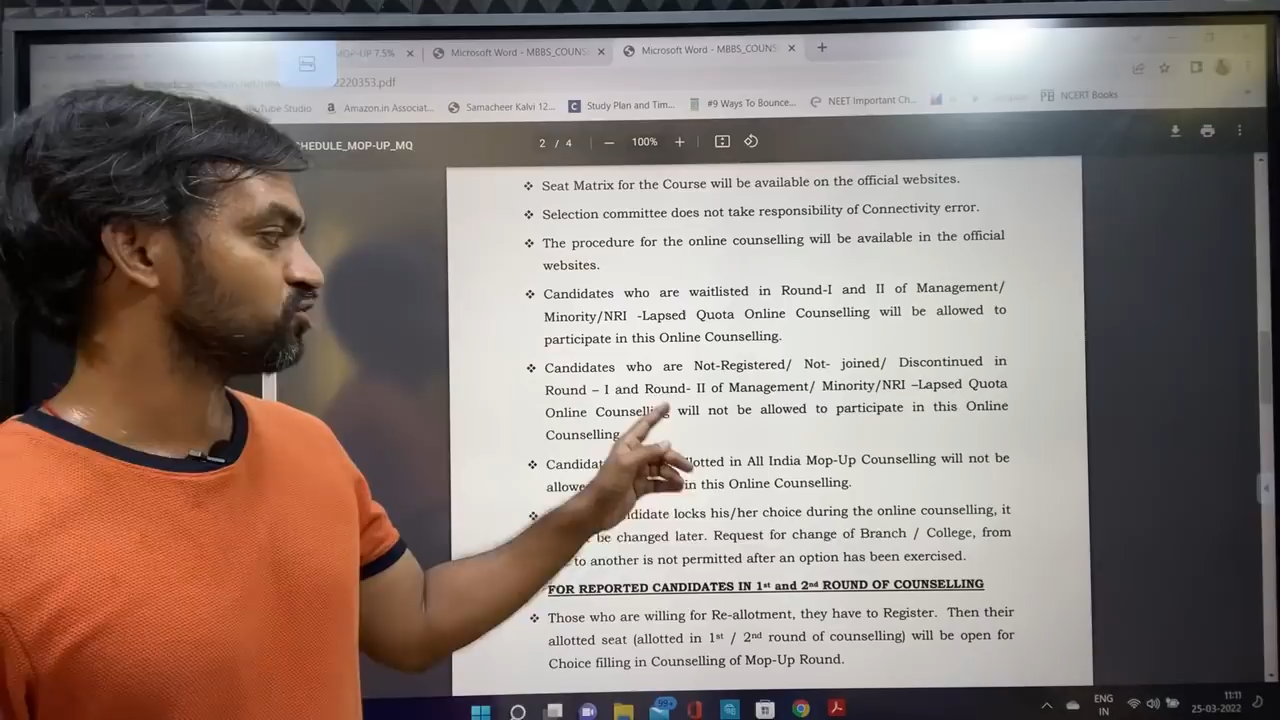 MOP-UP 7.5%
Microsoft Word - MBBS_COUNS
Microsoft Word - MBBS_COUNS
2220353.pdf
YouTube Studio
Amazon.in Associat...
Samacheer Kalvi 12...
Study Plan and Tim...
#9 Ways To Bounce...
NEET Important Ch...
NCERT Books
HEDULE_MOP-UP_MQ
2 / 4
100%
Seat Matrix for the Course will be available on the official websites.
Selection committee does not take responsibility of Connectivity error.
The procedure for the online counselling will be available in the official
websites.
Candidates who are waitlisted in Round-I and II of Management/
Minority/NRI -Lapsed Quota Online Counselling will be allowed to
participate in this Online Counselling.
Candidates who are Not-Registered/ Not- joined/ Discontinued in
Round – I and Round- II of Management/ Minority/NRI –Lapsed Quota
Online Counselling will not be allowed to participate in this Online
Counselling
Candidat lotted in All India Mop-Up Counselling will not be
allowe in this Online Counselling.
didate locks his/her choice during the online counselling, it
be changed later. Request for change of Branch / College, from
to another is not permitted after an option has been exercised.
FOR REPORTED CANDIDATES IN 1st and 2nd ROUND OF COUNSELLING
Those who are willing for Re-allotment, they have to Register. Then their
allotted seat (allotted in 1st / 2nd round of counselling) will be open for
Choice filling in Counselling of Mop-Up Round.
99+
ENG
IN
11:11
25-03-2022